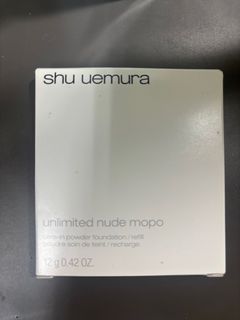 shu uemura
unlimited nude mopo
care-in powder foundation / refill
poudre soin de teint / recharge
12 g 0.42 OZ.